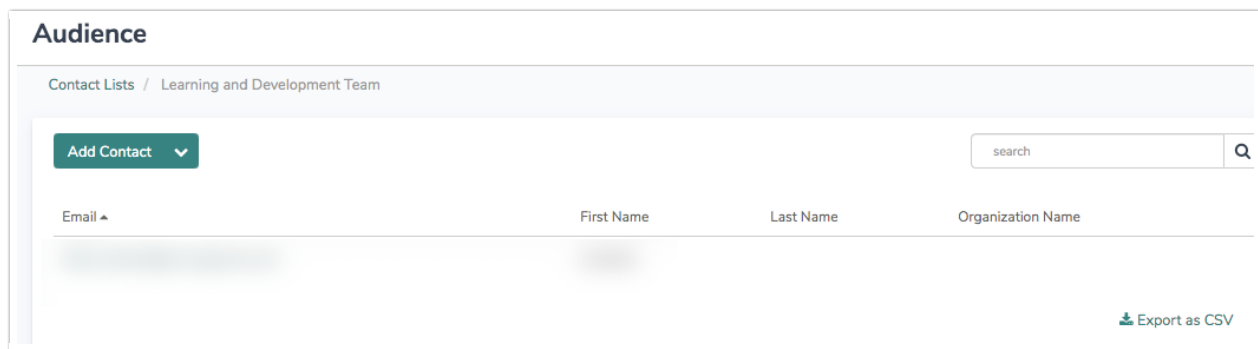 Audience
Contact Lists / Learning and Development Team
Add Contact
search
Email First Name Last Name Organization Name
Export as CSV